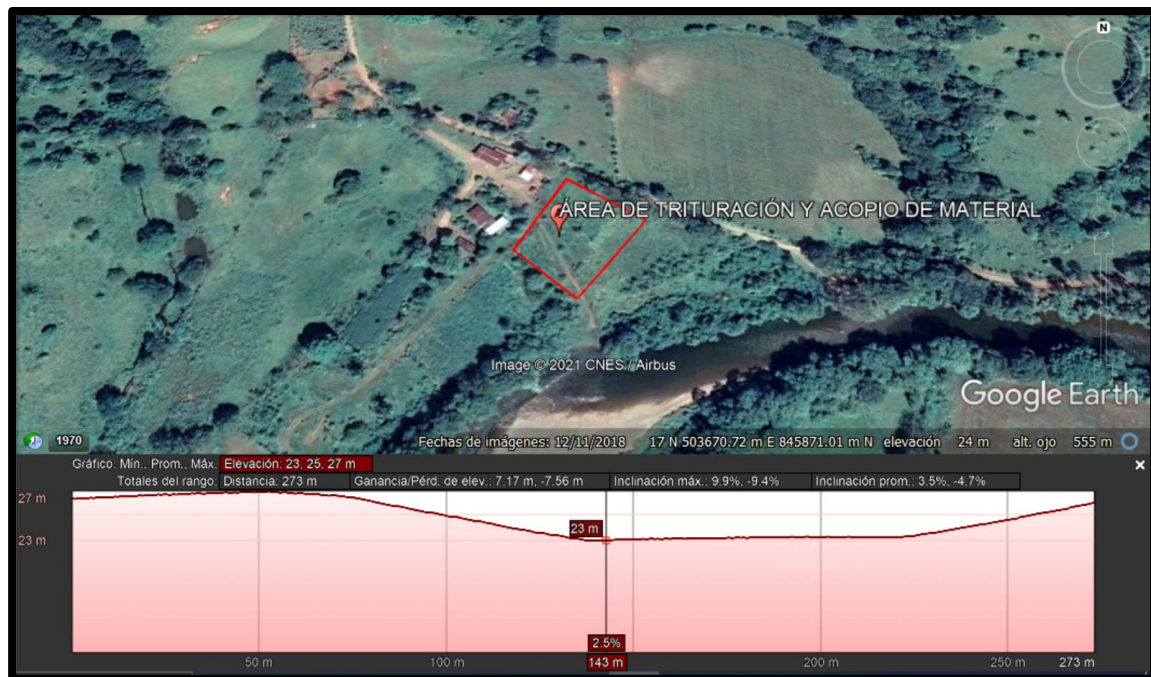 N
ÁREA DE TRITURACIÓN Y ACOPIO DE MATERIAL
Image © 2021 CNES / Airbus
Google Earth
1970
Fechas de imágenes: 12/11/2018 17 N 503670.72 m E 845871.01 m N elevación 24 m alt. ojo 555 m
Gráfico: Mín., Prom., Máx. Elevación: 23, 25, 27 m
Totales del rango: Distancia: 273 m Ganancia/Pérd. de elev.: 7.17 m, -7.56 m Inclinación máx.: 9.9%, -9.4% Inclinación prom.: 3.5%, -4.7%
27 m
23 m
23 m
2.5%
50 m 100 m 143 m 200 m 250 m 273 m